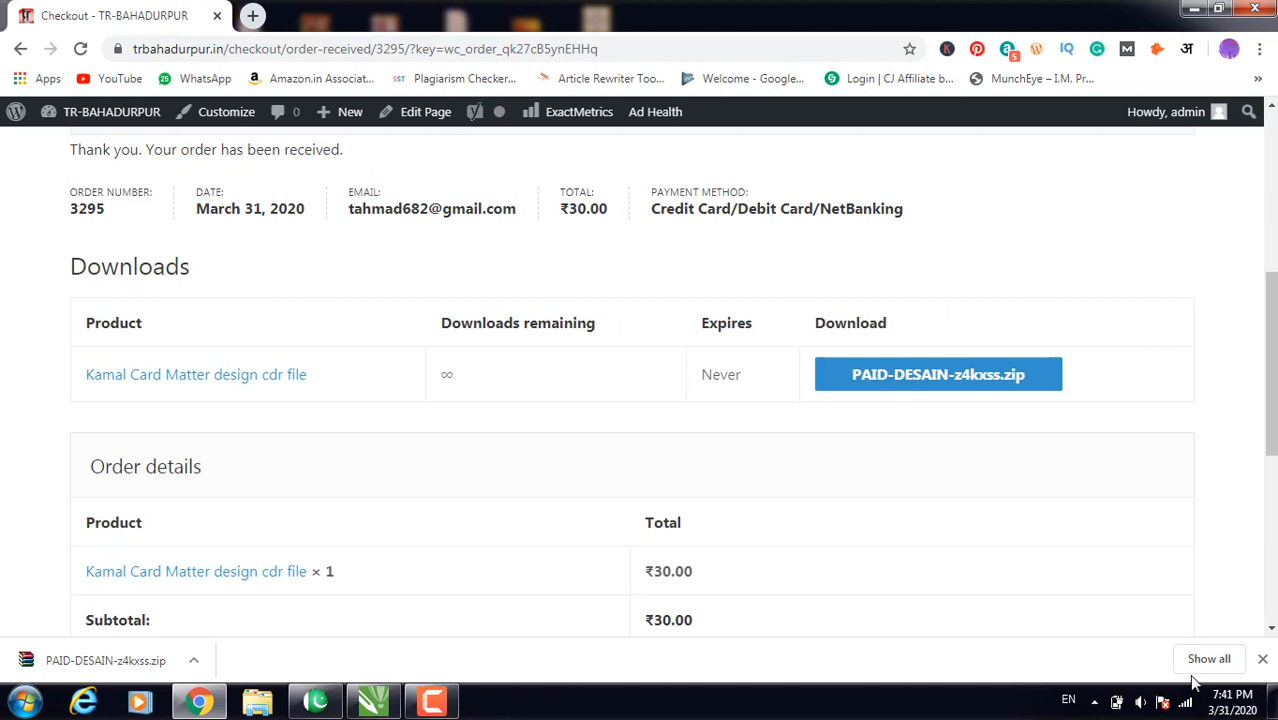 Checkout - TR-BAHADURPUR
trbahadurpur.in/checkout/order-received/3295/?key=wc_order_qk27cB5ynEHHq
5
अ
Apps YouTube 25 WhatsApp Amazon.in Associat... SST Plagiarism Checker... Article Rewriter Too... Welcome - Google... Login | CJ Affiliate b... MunchEye – I.M. Pr... »
TR-BAHADURPUR Customize 0 New Edit Page ExactMetrics Ad Health Howdy, admin
Thank you. Your order has been received.
ORDER NUMBER: DATE: EMAIL: TOTAL: PAYMENT METHOD:
3295 March 31, 2020 tahmad682@gmail.com ₹30.00 Credit Card/Debit Card/NetBanking
Downloads
Product Downloads remaining Expires Download
Kamal Card Matter design cdr file ∞ Never PAID-DESAIN-z4kxss.zip
Order details
Product Total
Kamal Card Matter design cdr file × 1 ₹30.00
Subtotal: ₹30.00
PAID-DESAIN-z4kxss.zip Show all
EN 7:41 PM
3/31/2020